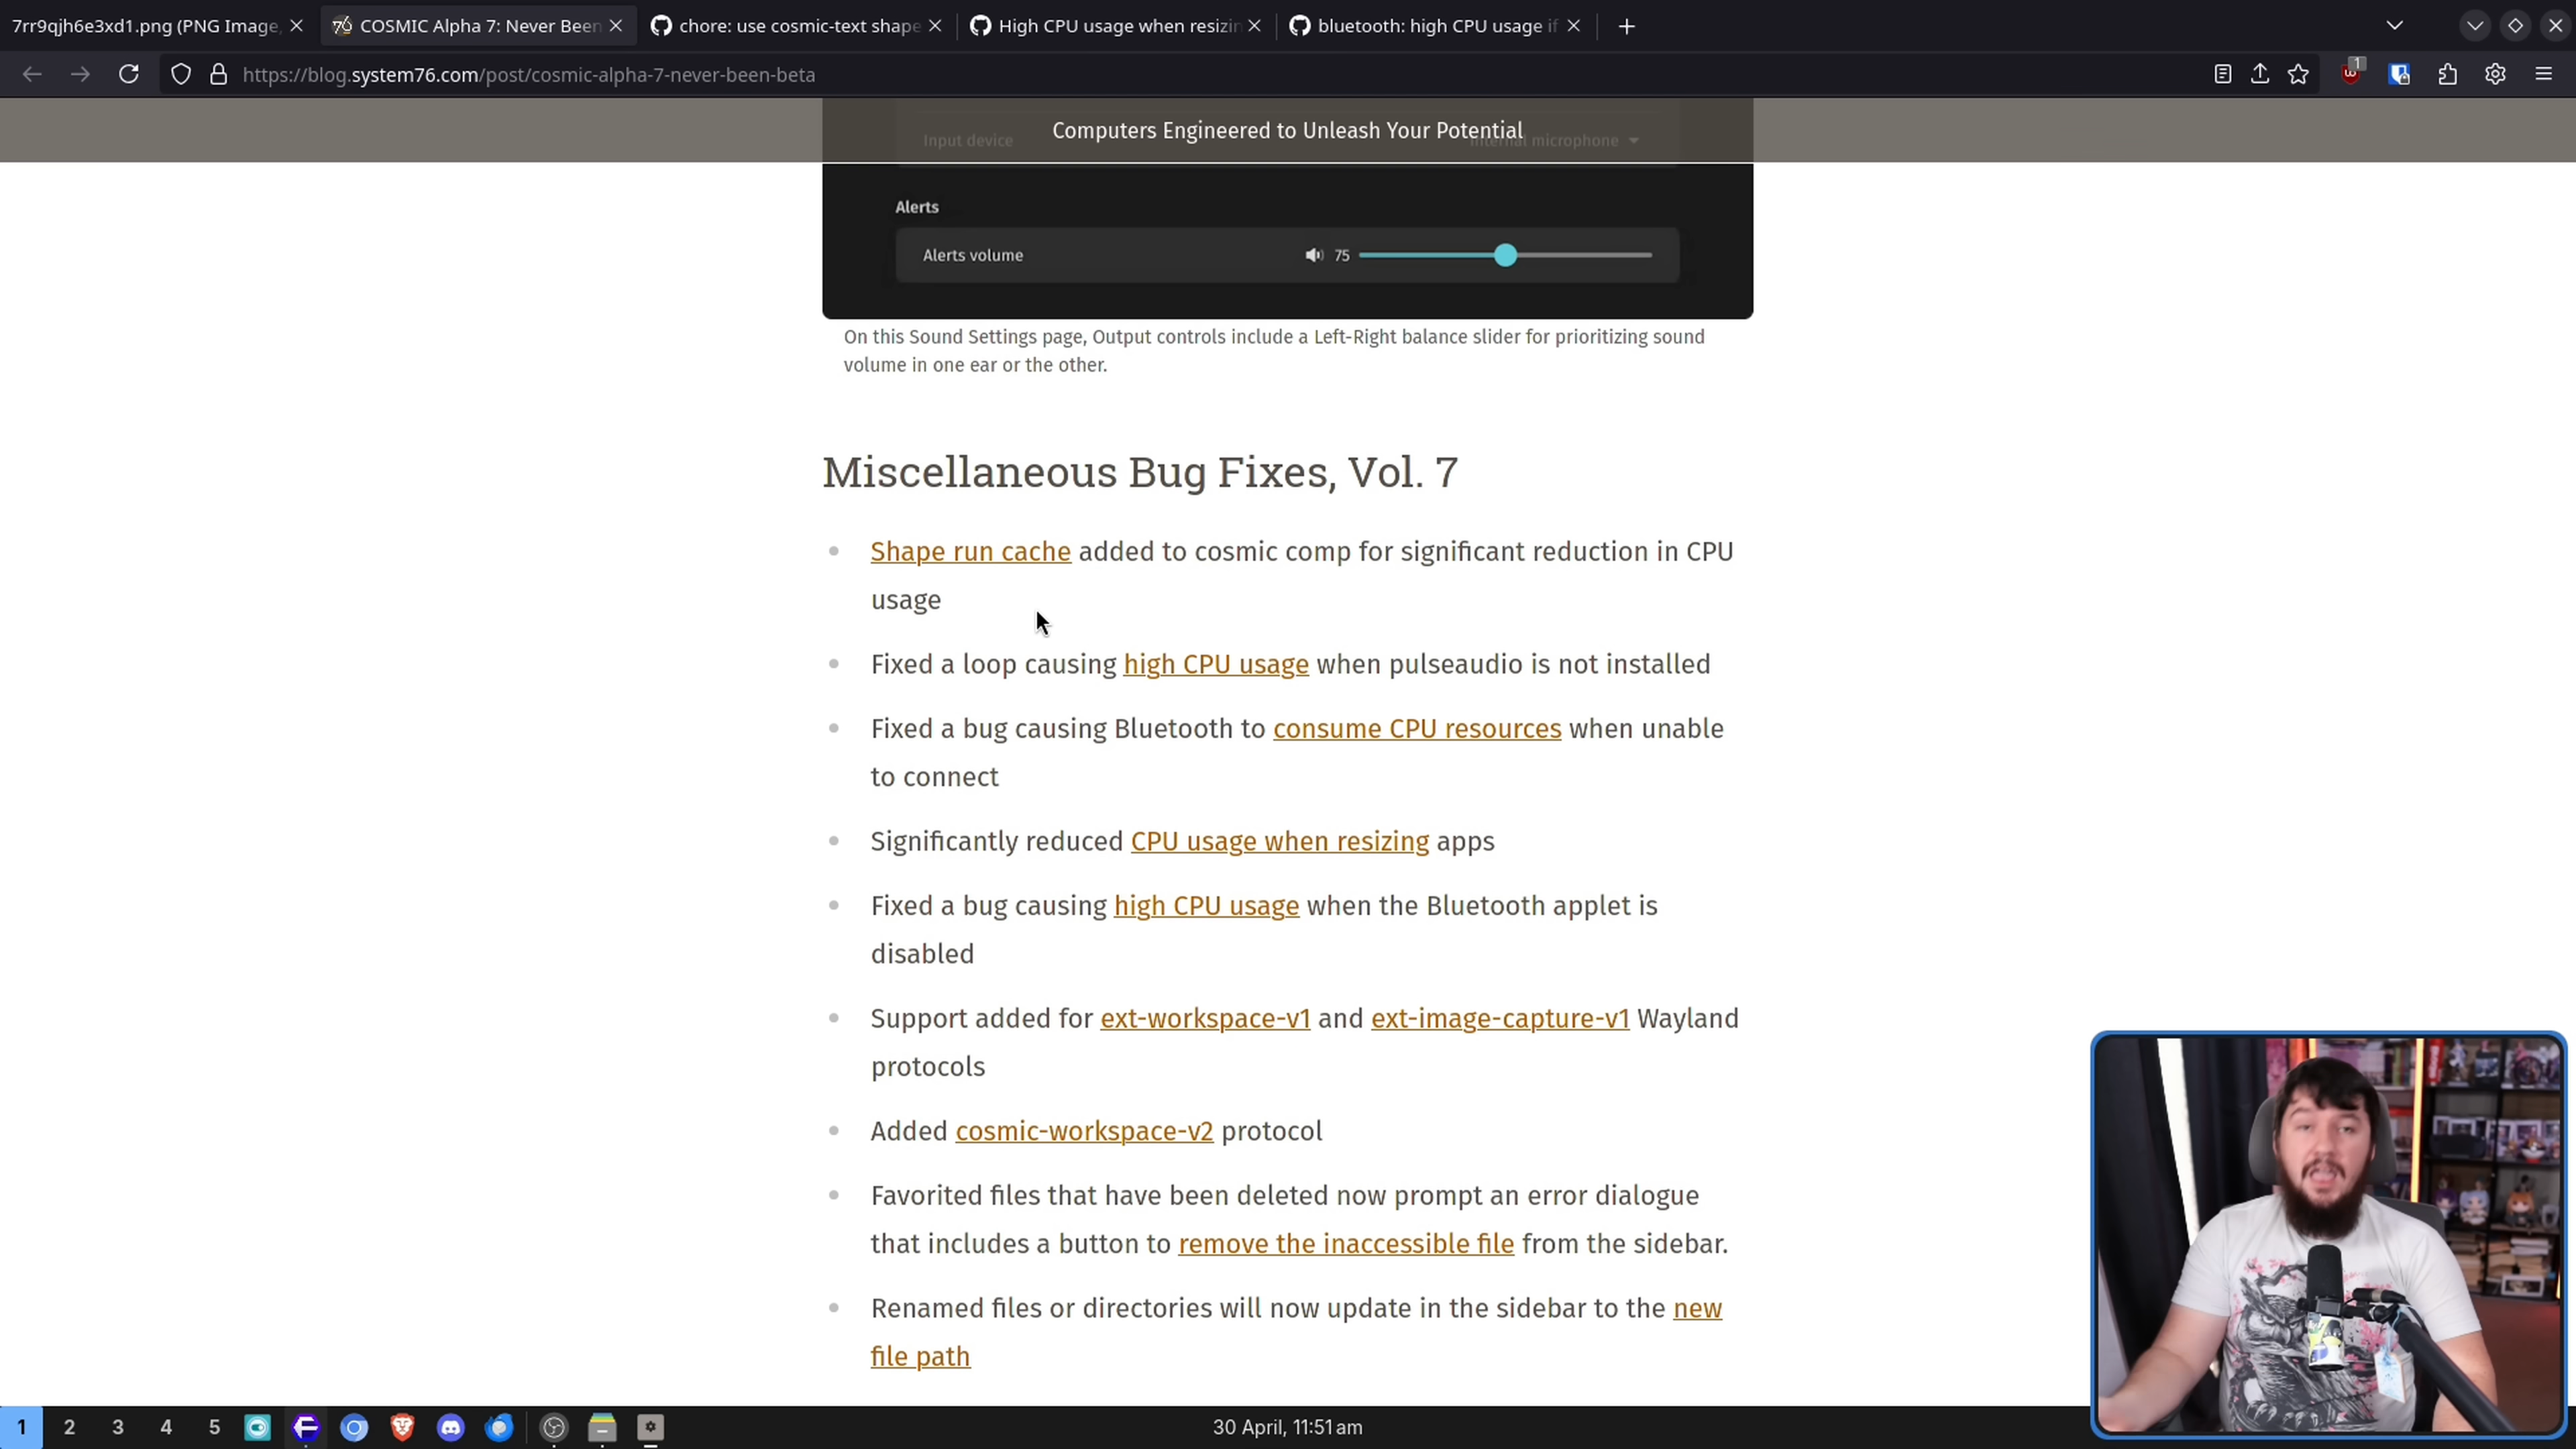 7rr9qjh6e3xd1.png (PNG Image,
COSMIC Alpha 7: Never Been
chore: use cosmic-text shape
High CPU usage when resizin
bluetooth: high CPU usage if
https://blog.system76.com/post/cosmic-alpha-7-never-been-beta
1
Computers Engineered to Unleash Your Potential
Input device
Internal microphone
Alerts
Alerts volume
75
On this Sound Settings page, Output controls include a Left-Right balance slider for prioritizing sound
volume in one ear or the other.
Miscellaneous Bug Fixes, Vol. 7
Shape run cache added to cosmic comp for significant reduction in CPU
usage
Fixed a loop causing high CPU usage when pulseaudio is not installed
Fixed a bug causing Bluetooth to consume CPU resources when unable
to connect
Significantly reduced CPU usage when resizing apps
Fixed a bug causing high CPU usage when the Bluetooth applet is
disabled
Support added for ext-workspace-v1 and ext-image-capture-v1 Wayland
protocols
Added cosmic-workspace-v2 protocol
Favorited files that have been deleted now prompt an error dialogue
that includes a button to remove the inaccessible file from the sidebar.
Renamed files or directories will now update in the sidebar to the new
file path
1 2 3 4 5
30 April, 11:51 am